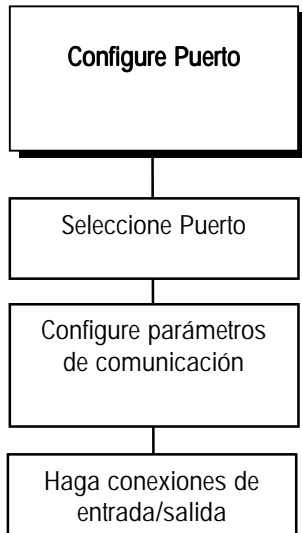 Configure Puerto
Seleccione Puerto
Configure parámetros
de comunicación
Haga conexiones de
entrada/salida